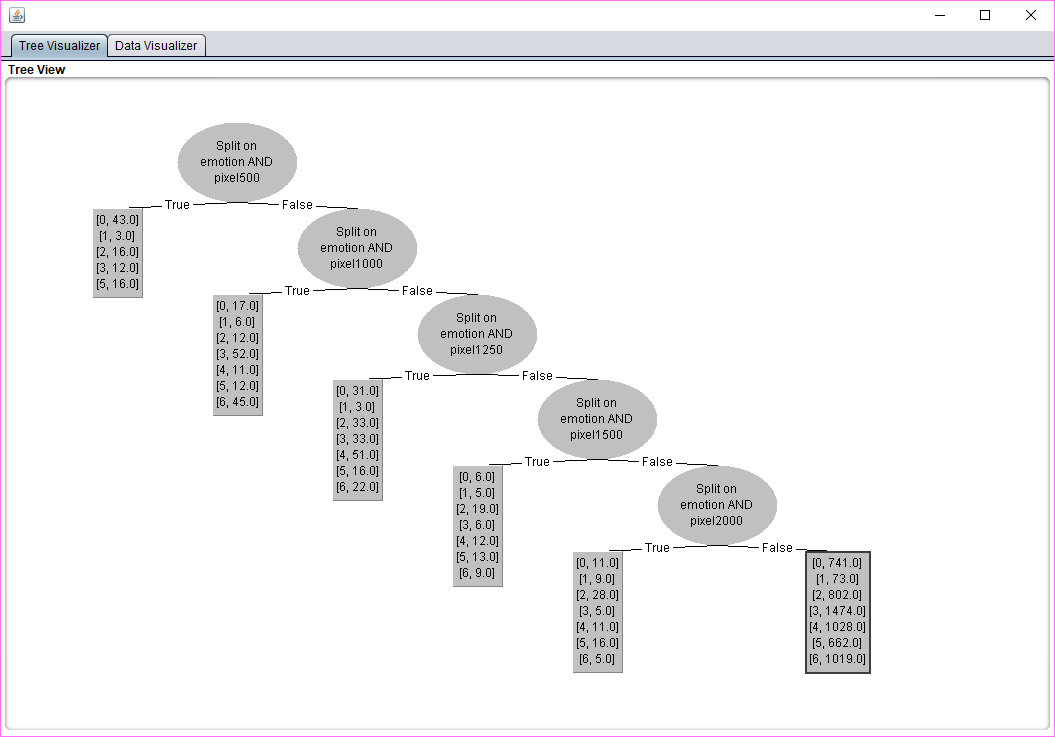 Tree Visualizer
Data Visualizer
Tree View
Split on
emotion AND
pixel500
True
False
[0, 43.0]
[1, 3.0]
[2, 16.0]
[3, 12.0]
[5, 16.0]
Split on
emotion AND
pixel1000
True
False
[0, 17.0]
[1, 6.0]
[2, 12.0]
[3, 52.0]
[4, 11.0]
[5, 12.0]
[6, 45.0]
Split on
emotion AND
pixel1250
True
False
[0, 31.0]
[1, 3.0]
[2, 33.0]
[3, 33.0]
[4, 51.0]
[5, 16.0]
[6, 22.0]
Split on
emotion AND
pixel1500
True
False
[0, 6.0]
[1, 5.0]
[2, 19.0]
[3, 6.0]
[4, 12.0]
[5, 13.0]
[6, 9.0]
Split on
emotion AND
pixel2000
True
False
[0, 11.0]
[1, 9.0]
[2, 28.0]
[3, 5.0]
[4, 11.0]
[5, 16.0]
[6, 5.0]
[0, 741.0]
[1, 73.0]
[2, 802.0]
[3, 1474.0]
[4, 1028.0]
[5, 662.0]
[6, 1019.0]